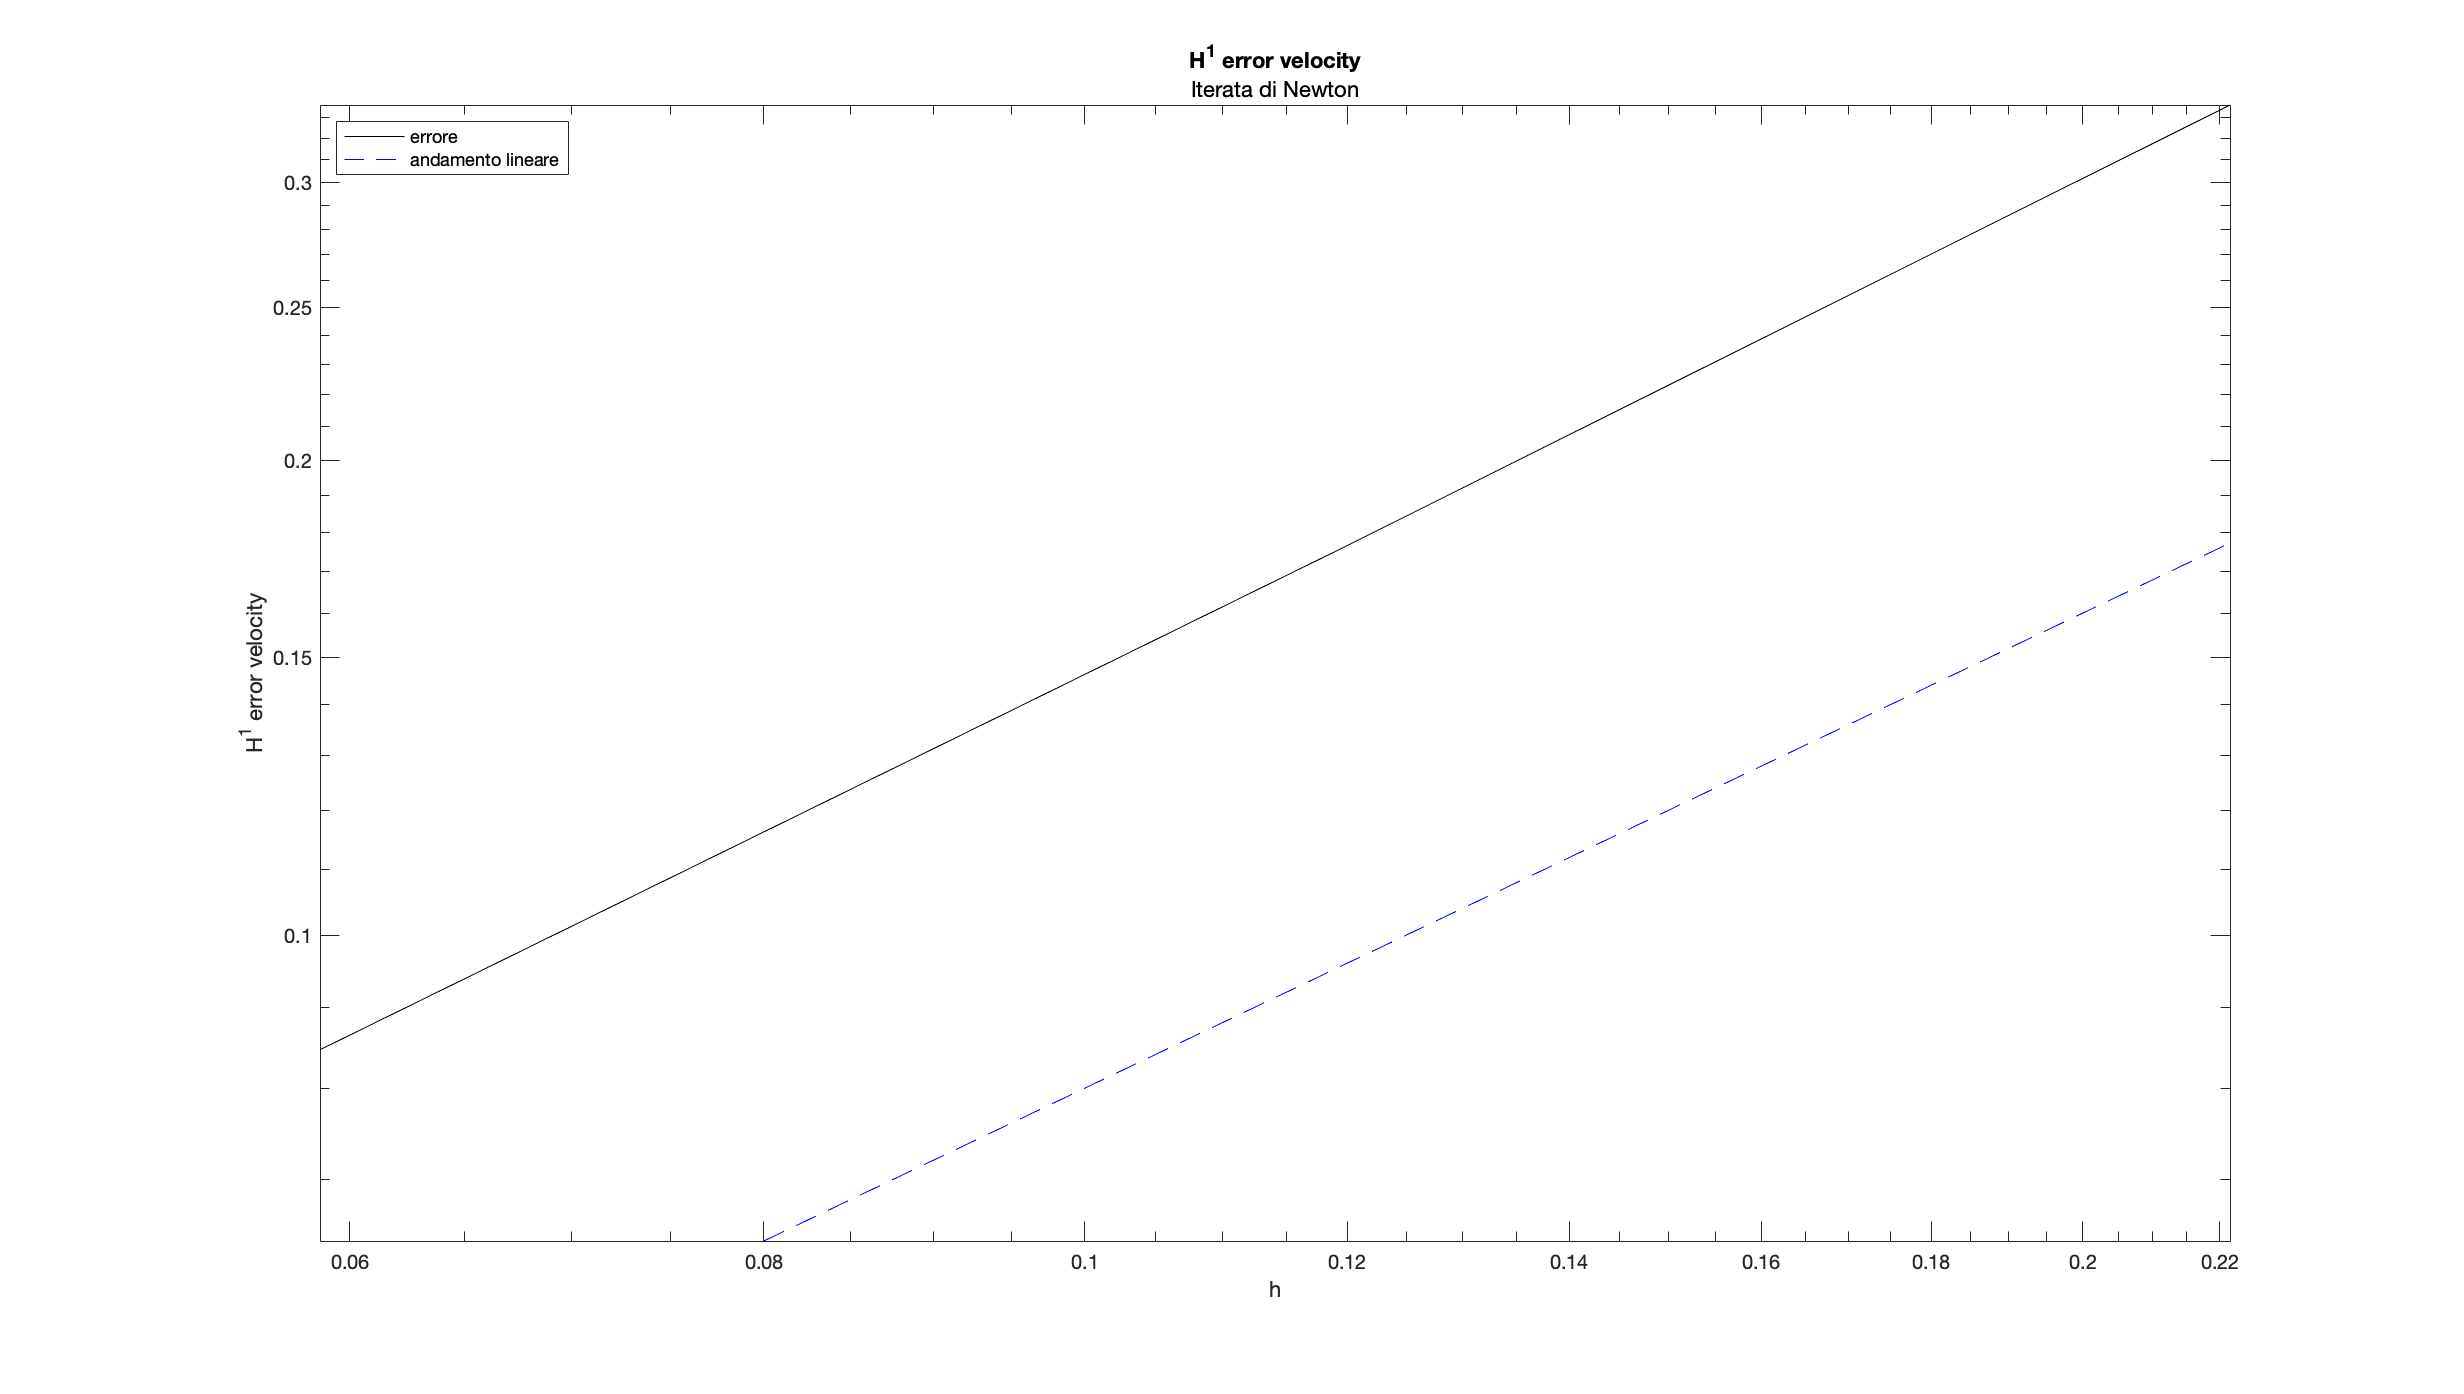 H¹ error velocity
Iterata di Newton
errore
andamento lineare
0.3
0.25
0.2
0.15
0.1
H¹ error velocity
0.06 0.08 0.1 0.12 0.14 0.16 0.18 0.2 0.22
h